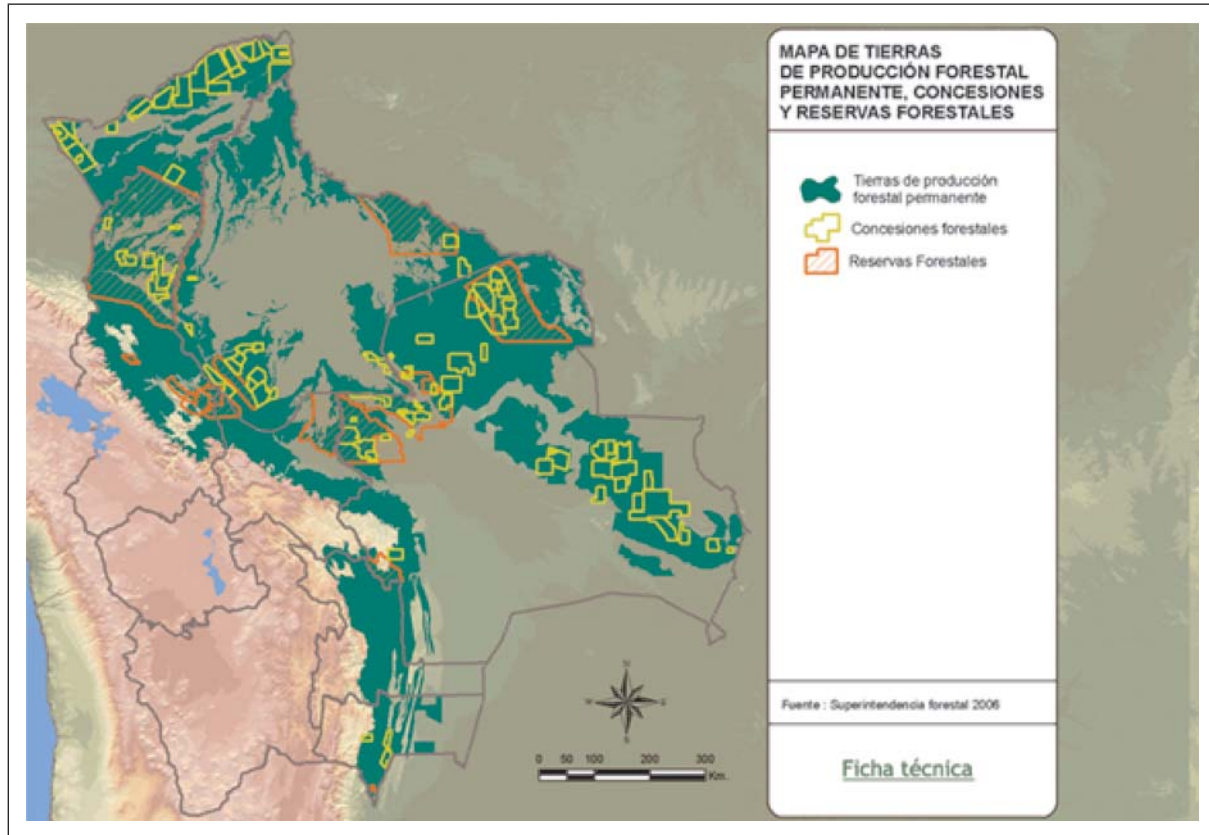 MAPA DE TIERRAS
DE PRODUCCIÓN FORESTAL
PERMANENTE, CONCESIONES
Y RESERVAS FORESTALES
Tierras de producción
forestal permanente
Concesiones forestales
Reservas Forestales
N
W E
S
0 50 100 200 300
Km.
Fuente : Superintendencia forestal 2006
Ficha técnica